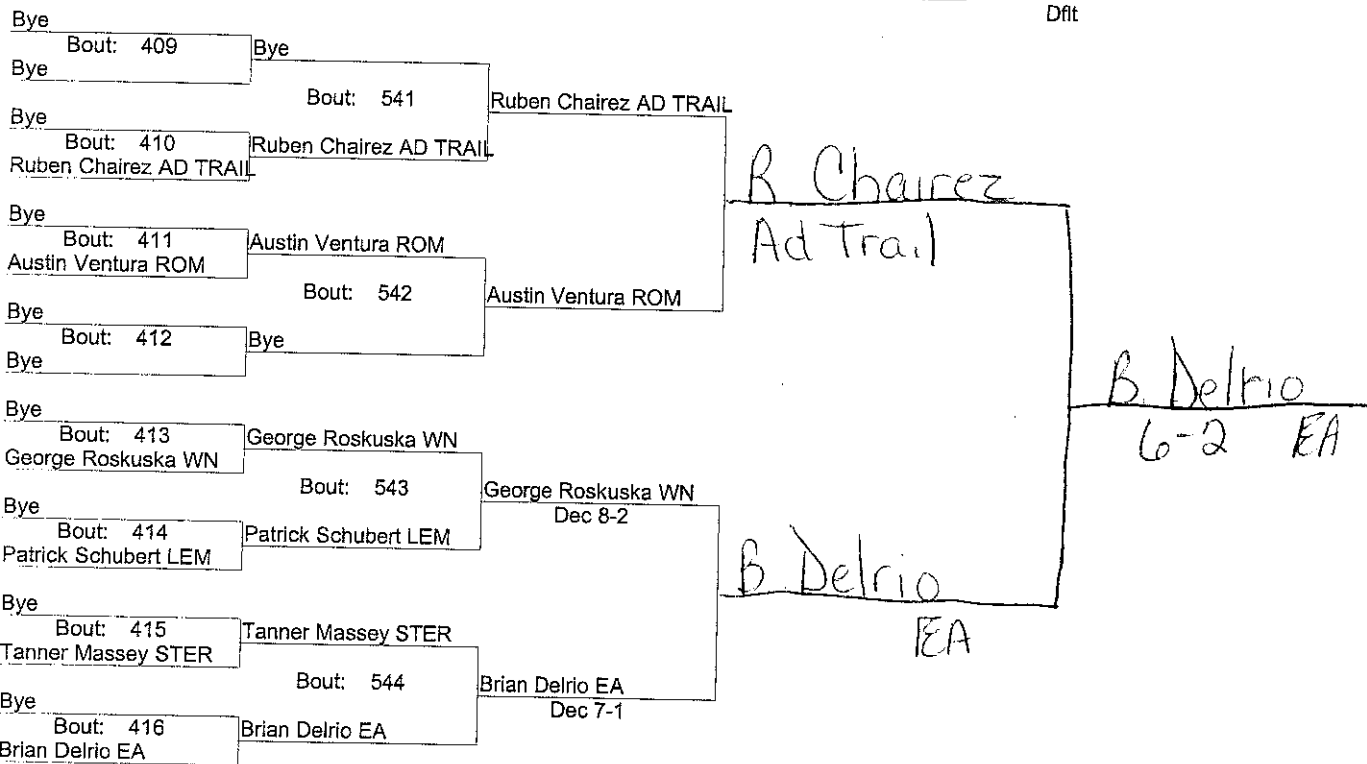 Dflt
Bye
Bout: 409
Bye
Bye
Bout: 541
Ruben Chairez AD TRAIL
Bye
Bout: 410
Ruben Chairez AD TRAIL
Ruben Chairez AD TRAIL
R Chairez
Ad Trail
Bye
Bout: 411
Austin Ventura ROM
Austin Ventura ROM
Bout: 542
Austin Ventura ROM
Bye
Bout: 412
Bye
Bye
B. Delrio
6-2 EA
Bye
Bout: 413
George Roskuska WN
George Roskuska WN
Bout: 543
George Roskuska WN
Dec 8-2
Bye
Bout: 414
Patrick Schubert LEM
Patrick Schubert LEM
B Delrio
EA
Bye
Bout: 415
Tanner Massey STER
Tanner Massey STER
Bout: 544
Brian Delrio EA
Dec 7-1
Bye
Bout: 416
Brian Delrio EA
Brian Delrio EA